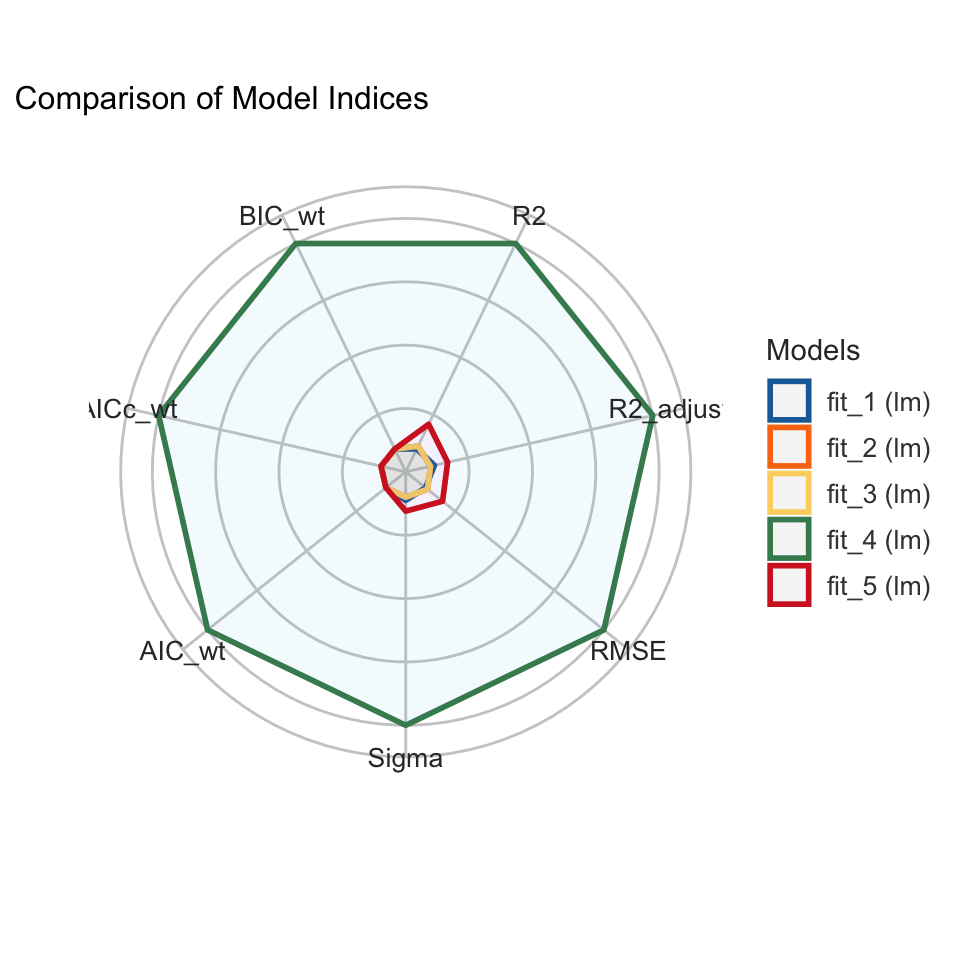 Comparison of Model Indices
BIC_wt
R2
AICc_wt
R2_adjus
Models
fit_1 (lm)
fit_2 (lm)
fit_3 (lm)
fit_4 (lm)
fit_5 (lm)
AIC_wt
RMSE
Sigma